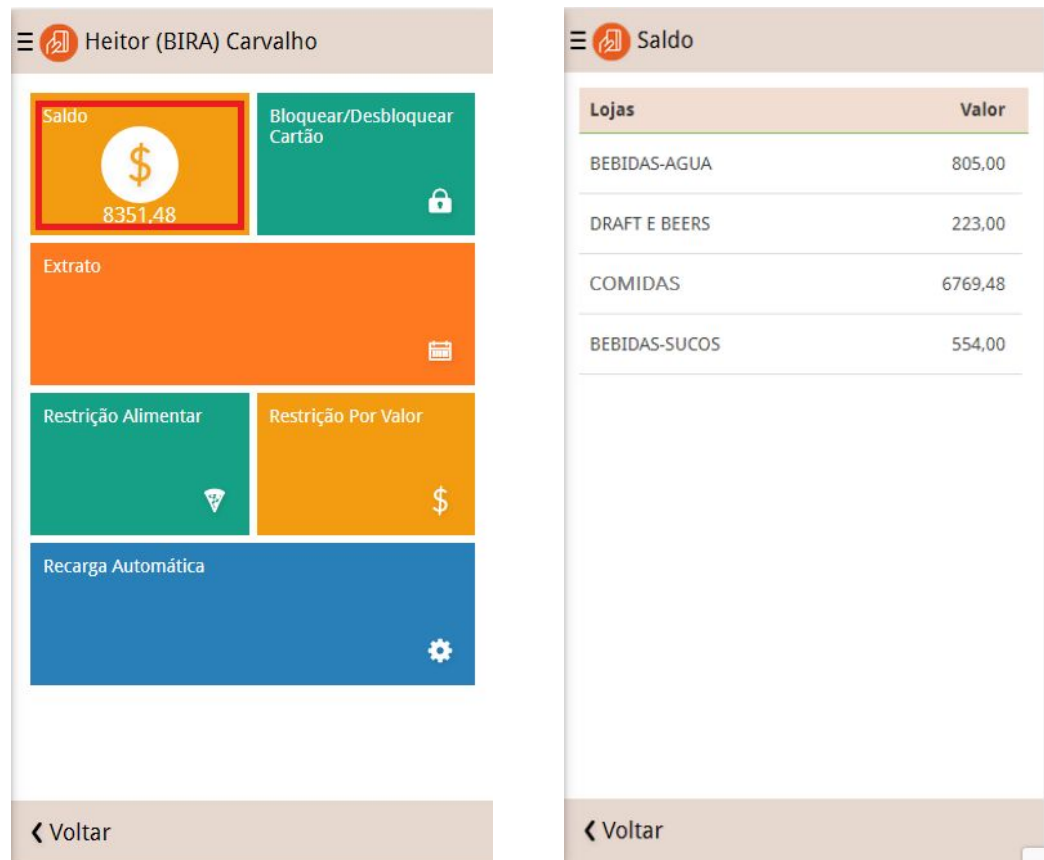 Heitor (BIRA) Carvalho
Saldo
$
8351,48
Bloquear/Desbloquear
Cartão
Extrato
Restrição Alimentar
Restrição Por Valor
$
Recarga Automática
Voltar
Saldo
Lojas Valor
BEBIDAS-AGUA 805,00
DRAFT E BEERS 223,00
COMIDAS 6769,48
BEBIDAS-SUCOS 554,00
Voltar